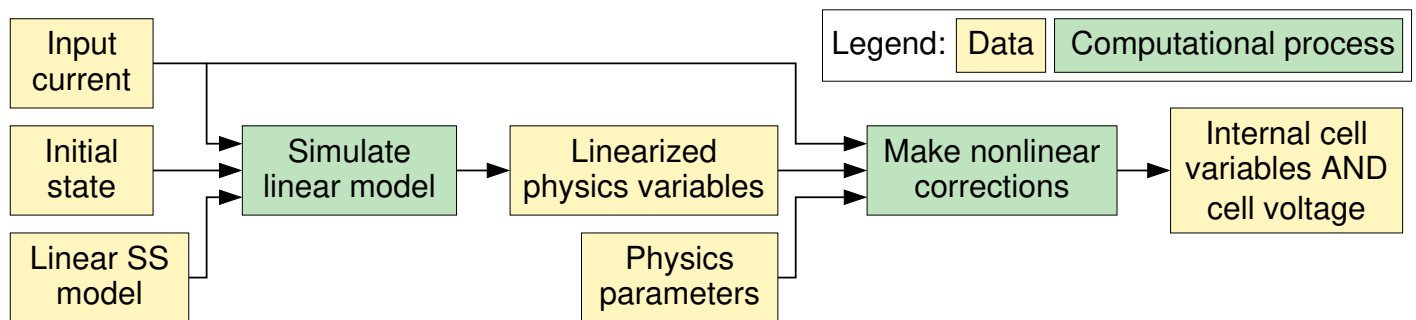 Input
current
Legend: Data Computational process
Initial
state
Simulate
linear model
Linearized
physics variables
Make nonlinear
corrections
Internal cell
variables AND
cell voltage
Linear SS
model
Physics
parameters